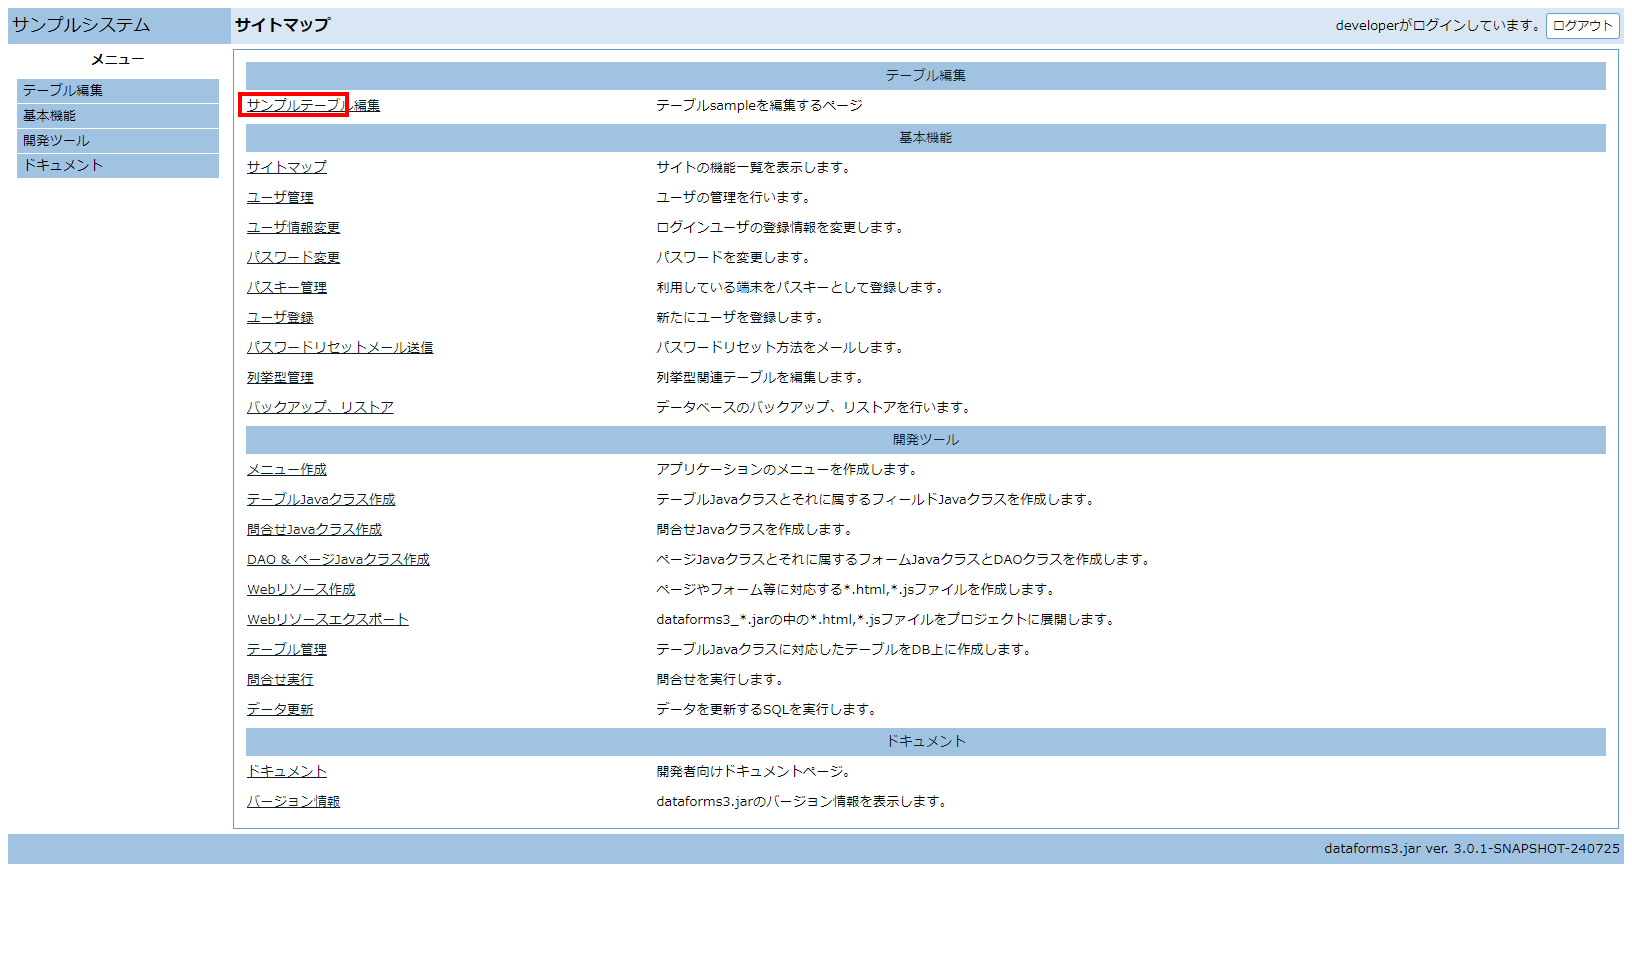 サンプルシステム
サイトマップ
developerがログインしています。 ログアウト
メニュー
テーブル編集
基本機能
開発ツール
ドキュメント
テーブル編集
サンプルテーブル編集 テーブルsampleを編集するページ
基本機能
サイトマップ サイトの機能一覧を表示します。
ユーザ管理 ユーザの管理を行います。
ユーザ情報変更 ログインユーザの登録情報を変更します。
パスワード変更 パスワードを変更します。
パスキー管理 利用している端末をパスキーとして登録します。
ユーザ登録 新たにユーザを登録します。
パスワードリセットメール送信 パスワードリセット方法をメールします。
列挙型管理 列挙型関連テーブルを編集します。
バックアップ、リストア データベースのバックアップ、リストアを行います。
開発ツール
メニュー作成 アプリケーションのメニューを作成します。
テーブルJavaクラス作成 テーブルJavaクラスとそれに属するフィールドJavaクラスを作成します。
問合せJavaクラス作成 問合せJavaクラスを作成します。
DAO & ページJavaクラス作成 ページJavaクラスとそれに属するフォームJavaクラスとDAOクラスを作成します。
Webリソース作成 ページやフォーム等に対応する*.html,*.jsファイルを作成します。
Webリソースエクスポート dataforms3_*.jarの中の*.html,*.jsファイルをプロジェクトに展開します。
テーブル管理 テーブルJavaクラスに対応したテーブルをDB上に作成します。
問合せ実行 問合せを実行します。
データ更新 データを更新するSQLを実行します。
ドキュメント
ドキュメント 開発者向けドキュメントページ。
バージョン情報 dataforms3.jarのバージョン情報を表示します。
dataforms3.jar ver. 3.0.1-SNAPSHOT-240725